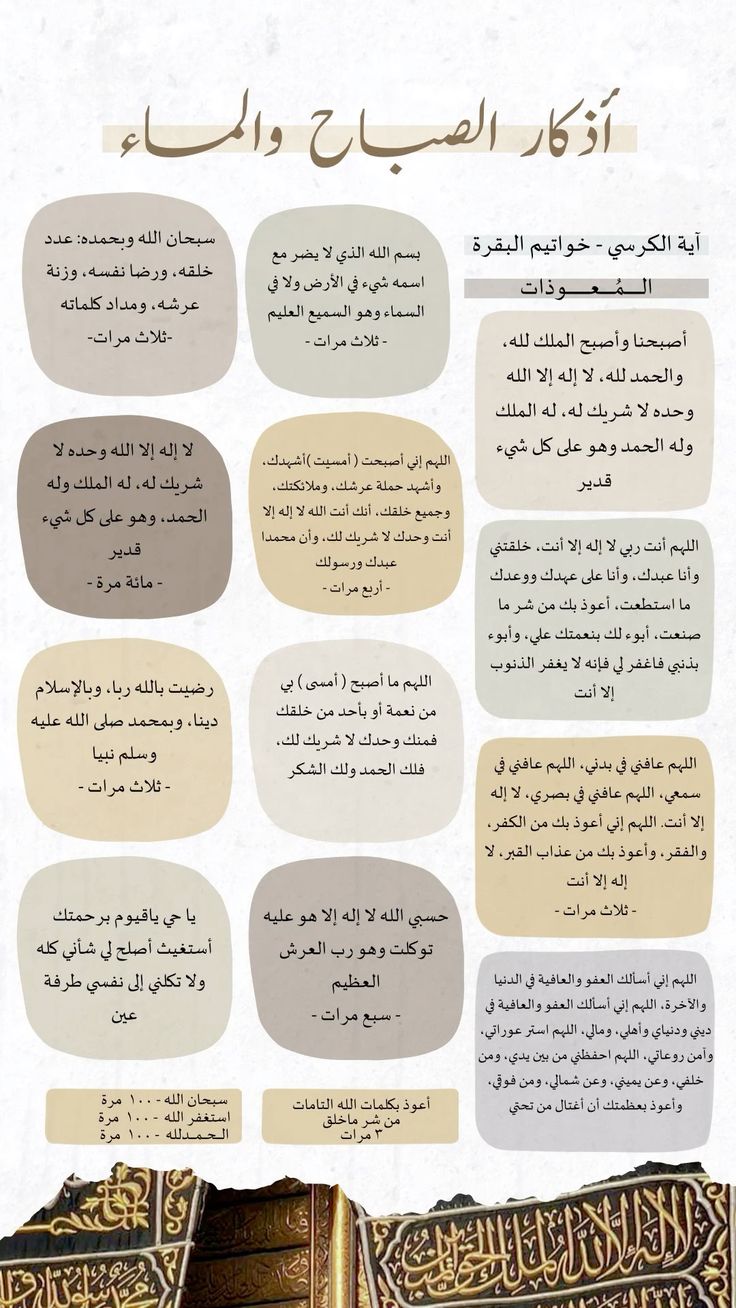 أذكار الصباح والمساء
آية الكرسي - خواتيم البقرة
المُعوذات
أصبحنا وأصبح الملك لله،
والحمد لله، لا إله إلا الله
وحده لا شريك له، له الملك
وله الحمد وهو على كل شيء
قدير
اللهم أنت ربي لا إله إلا أنت، خلقتني
وأنا عبدك، وأنا على عهدك ووعدك
ما استطعت، أعوذ بك من شر ما
صنعت، أبوء لك بنعمتك علي، وأبوء
بذنبي فاغفر لي فإنه لا يغفر الذنوب
إلا أنت
اللهم عافني في بدني، اللهم عافني في
سمعي، اللهم عافني في بصري، لا إله
إلا أنت. اللهم إني أعوذ بك من الكفر،
والفقر، وأعوذ بك من عذاب القبر، لا
إله إلا أنت
- ثلاث مرات -
اللهم إني أسألك العفو والعافية في الدنيا
والآخرة، اللهم إني أسألك العفو والعافية في
ديني ودنياي وأهلي، ومالي، اللهم استر عوراتي،
وآمن روعاتي، اللهم احفظني من بين يدي، ومن
خلفي، وعن يميني، وعن شمالي، ومن فوقي،
وأعوذ بعظمتك أن أغتال من تحتي
بسم الله الذي لا يضر مع
اسمه شيء في الأرض ولا في
السماء وهو السميع العليم
- ثلاث مرات -
اللهم إني أصبحت ( أمسيت )أشهدك،
وأشهد حملة عرشك، وملائكتك،
وجميع خلقك، أنك أنت الله لا إله إلا
أنت وحدك لا شريك لك، وأن محمدا
عبدك ورسولك
- أربع مرات -
اللهم ما أصبح ( أمسى ) بي
من نعمة أو بأحد من خلقك
فمنك وحدك لا شريك لك،
فلك الحمد ولك الشكر
حسبي الله لا إله إلا هو عليه
توكلت وهو رب العرش
العظيم
- سبع مرات -
أعوذ بكلمات الله التامات
من شر ماخلق
٣ مرات
سبحان الله وبحمده: عدد
خلقه، ورضا نفسه، وزنة
عرشه، ومداد كلماته
-ثلاث مرات-
لا إله إلا الله وحده لا
شريك له، له الملك وله
الحمد، وهو على كل شيء
قدير
- مائة مرة -
رضيت بالله ربا، وبالإسلام
دينا، وبمحمد صلى الله عليه
وسلم نبيا
- ثلاث مرات -
يا حي ياقيوم برحمتك
أستغيث أصلح لي شأني كله
ولا تكلني إلى نفسي طرفة
عين
سبحان الله - ١٠٠ مرة
استغفر الله - ١٠٠ مرة
الحمدلله - ١٠٠ مرة
لا إله إلا الله الملك الحق المبين